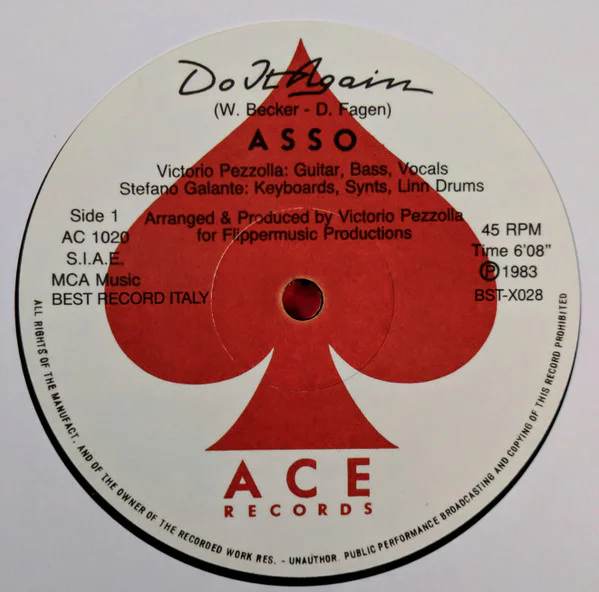 Do It Again
(W. Becker - D. Fagen)
ASSO
Victorio Pezzolla: Guitar, Bass, Vocals
Stefano Galante: Keyboards, Synts, Linn Drums
Side 1
AC 1020
S.I.A.E.
MCA Music
BEST RECORD ITALY
Arranged & Produced by Victorio Pezzolla
for Flippermusic Productions
45 RPM
Time 6'08"
Ⓟ1983
BST-X028
ACE
RECORDS
ALL RIGHTS OF THE MANUFACT. AND OF THE OWNER OF THE RECORDED WORK RES. - UNAUTHOR. PUBLIC PERFORMANCE BROADCASTING AND COPYING OF THIS RECORD PROHIBITED